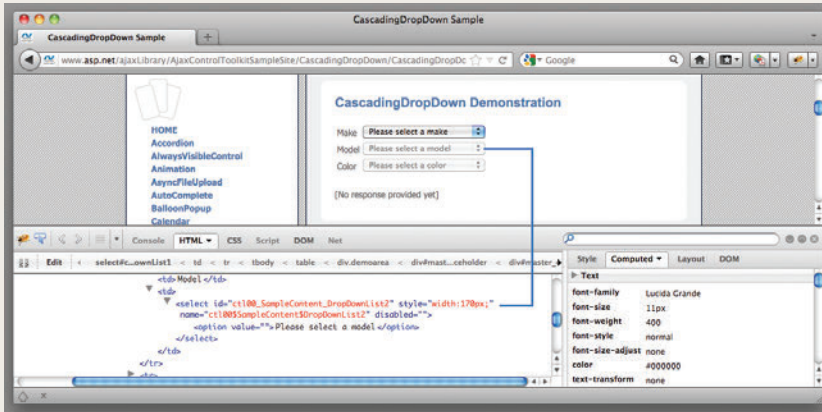 CascadingDropDown Sample
CascadingDropDown Sample
www.asp.net/ajaxLibrary/AjaxControlToolkitSampleSite/CascadingDropDown/CascadingDropDc
Google
HOME
Accordion
AlwaysVisibleControl
Animation
AsyncFileUpload
AutoComplete
BalloonPopup
Calendar
CascadingDropDown Demonstration
Make Please select a make
Model Please select a model
Color Please select a color
[No response provided yet]
Console HTML CSS Script DOM Net
Edit select#c...ownList1 < td < tr < tbody < table < div.demoarea < div#mast...ceholder < div#master_
<td>Model</td>
<td>
<select id="ctl00_SampleContent_DropDownList2" style="width:170px;"
name="ctl00$SampleContent$DropDownList2" disabled="">
<option value="">Please select a model</option>
</select>
</td>
</tr>
Style Computed Layout DOM
Text
font-family Lucida Grande
font-size 11px
font-weight 400
font-style normal
font-size-adjust none
color #000000
text-transform none